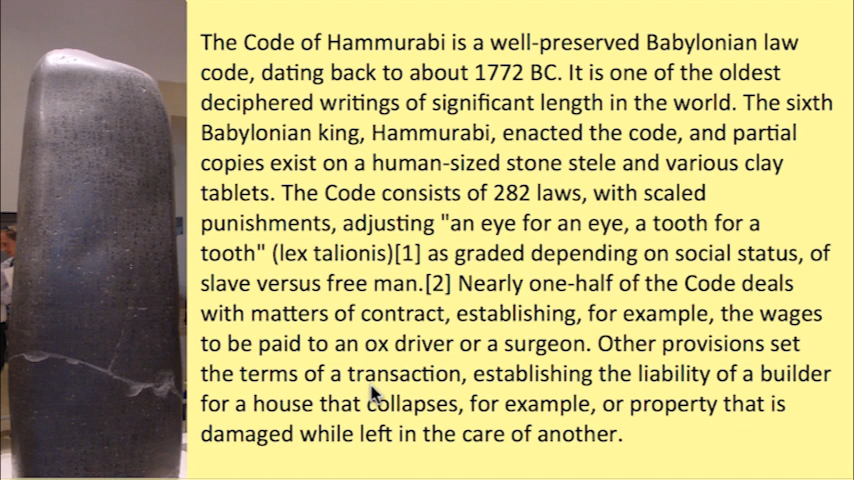 The Code of Hammurabi is a well-preserved Babylonian law
code, dating back to about 1772 BC. It is one of the oldest
deciphered writings of significant length in the world. The sixth
Babylonian king, Hammurabi, enacted the code, and partial
copies exist on a human-sized stone stele and various clay
tablets. The Code consists of 282 laws, with scaled
punishments, adjusting "an eye for an eye, a tooth for a
tooth" (lex talionis)[1] as graded depending on social status, of
slave versus free man.[2] Nearly one-half of the Code deals
with matters of contract, establishing, for example, the wages
to be paid to an ox driver or a surgeon. Other provisions set
the terms of a transaction, establishing the liability of a builder
for a house that collapses, for example, or property that is
damaged while left in the care of another.